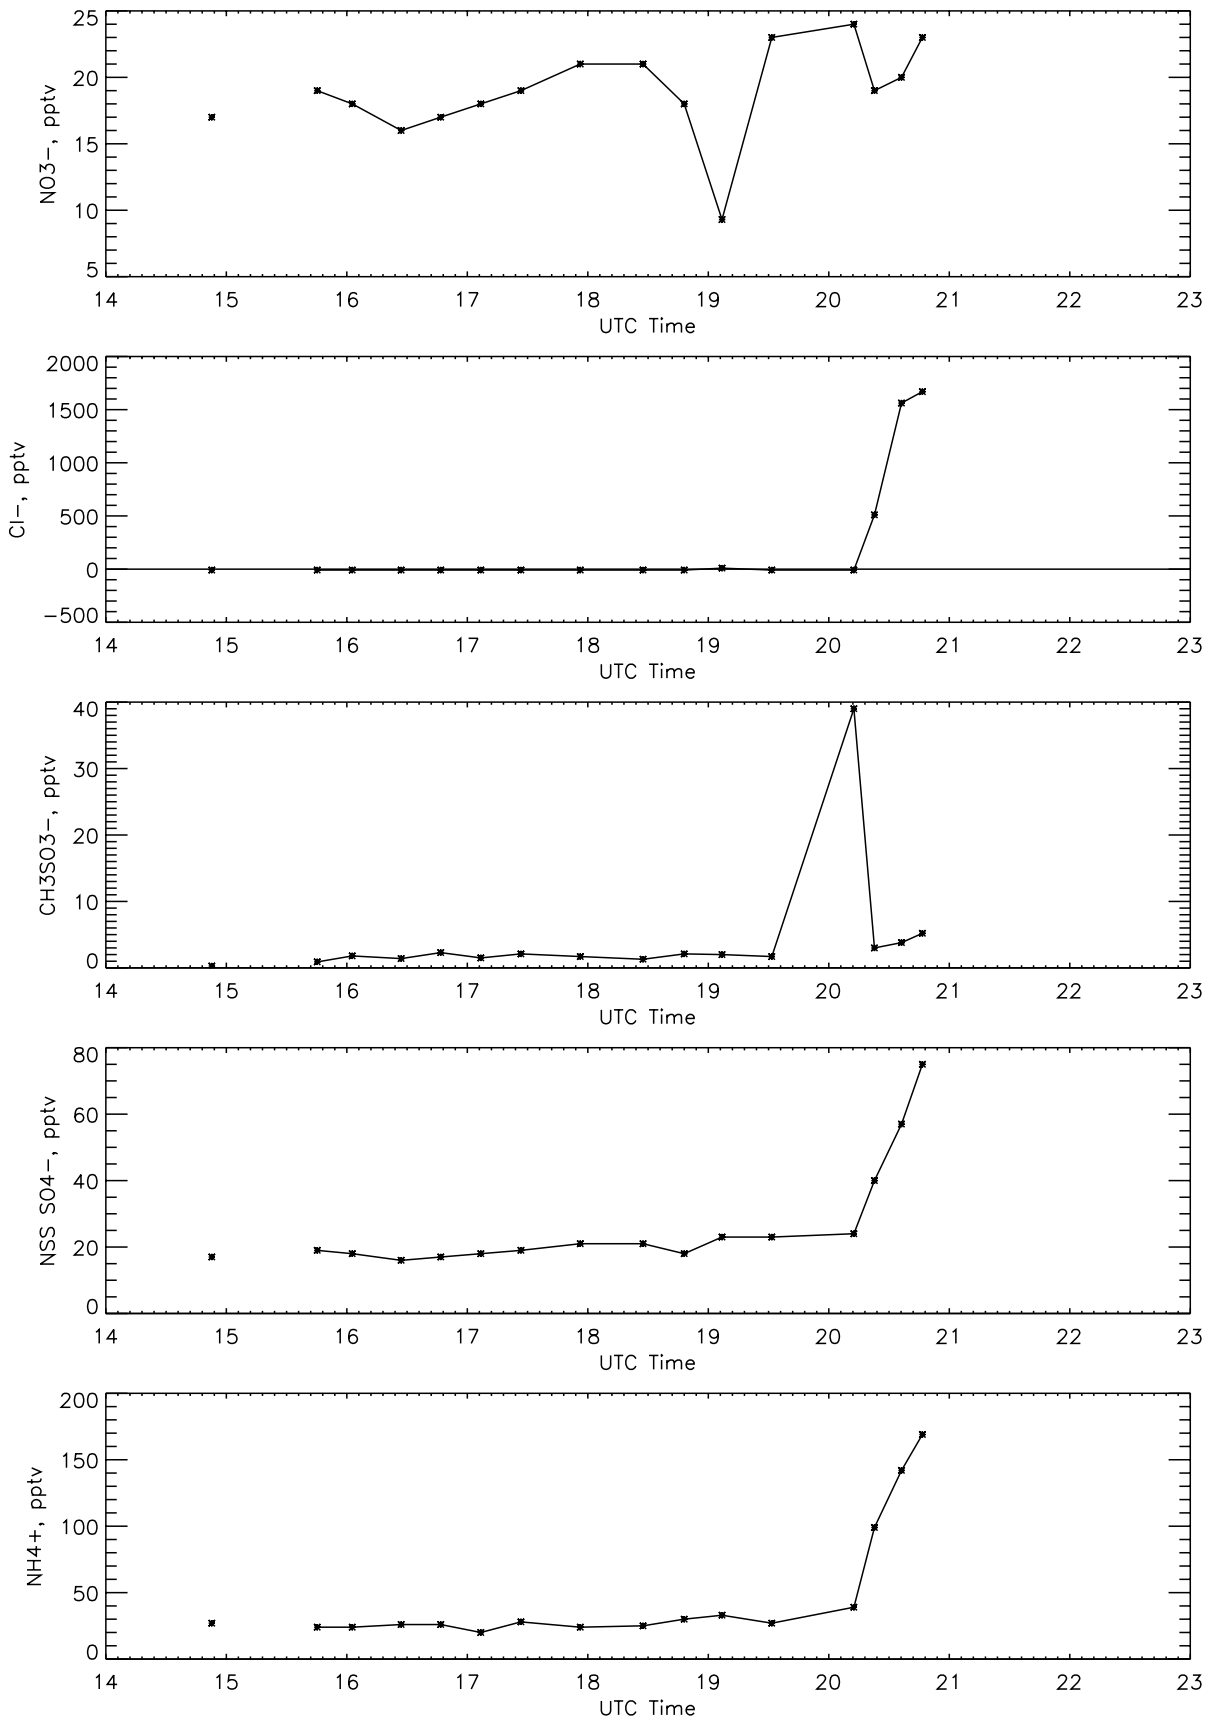 25
20
15
10
5
NO3-, pptv
14 15 16 17 18 19 20 21 22 23
UTC Time
2000
1500
1000
500
0
-500
Cl-, pptv
14 15 16 17 18 19 20 21 22 23
UTC Time
40
30
20
10
0
CH3SO3-, pptv
14 15 16 17 18 19 20 21 22 23
UTC Time
80
60
40
20
0
NSS SO4-, pptv
14 15 16 17 18 19 20 21 22 23
UTC Time
200
150
100
50
0
NH4+, pptv
14 15 16 17 18 19 20 21 22 23
UTC Time